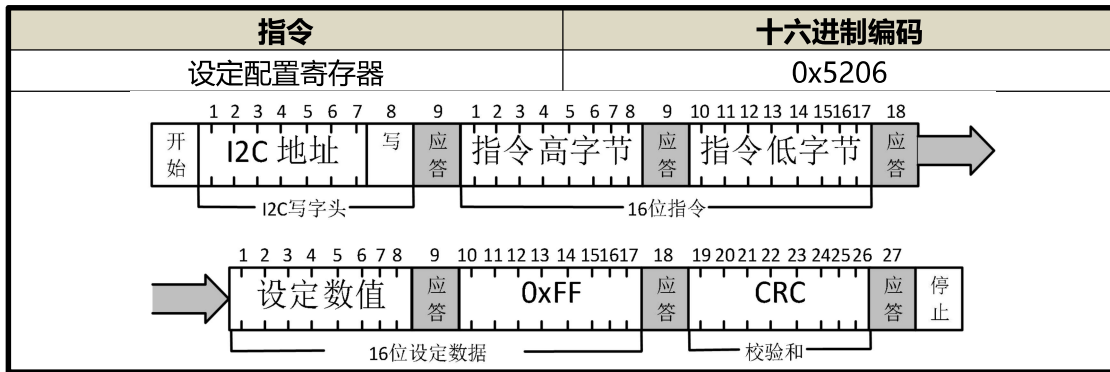 指令 十六进制编码
设定配置寄存器 0x5206
1 2 3 4 5 6 7 8 9 1 2 3 4 5 6 7 8 9 10 11 12 13 14 15 16 17 18
开始 I2C 地址 写 应答 指令高字节 应答 指令低字节 应答
I2C写字头 16位指令
1 2 3 4 5 6 7 8 9 10 11 12 13 14 15 16 17 18 19 20 21 22 23 24 25 26 27
设定数值 应答 0xFF 应答 CRC 应答 停止
16位设定数据 校验和